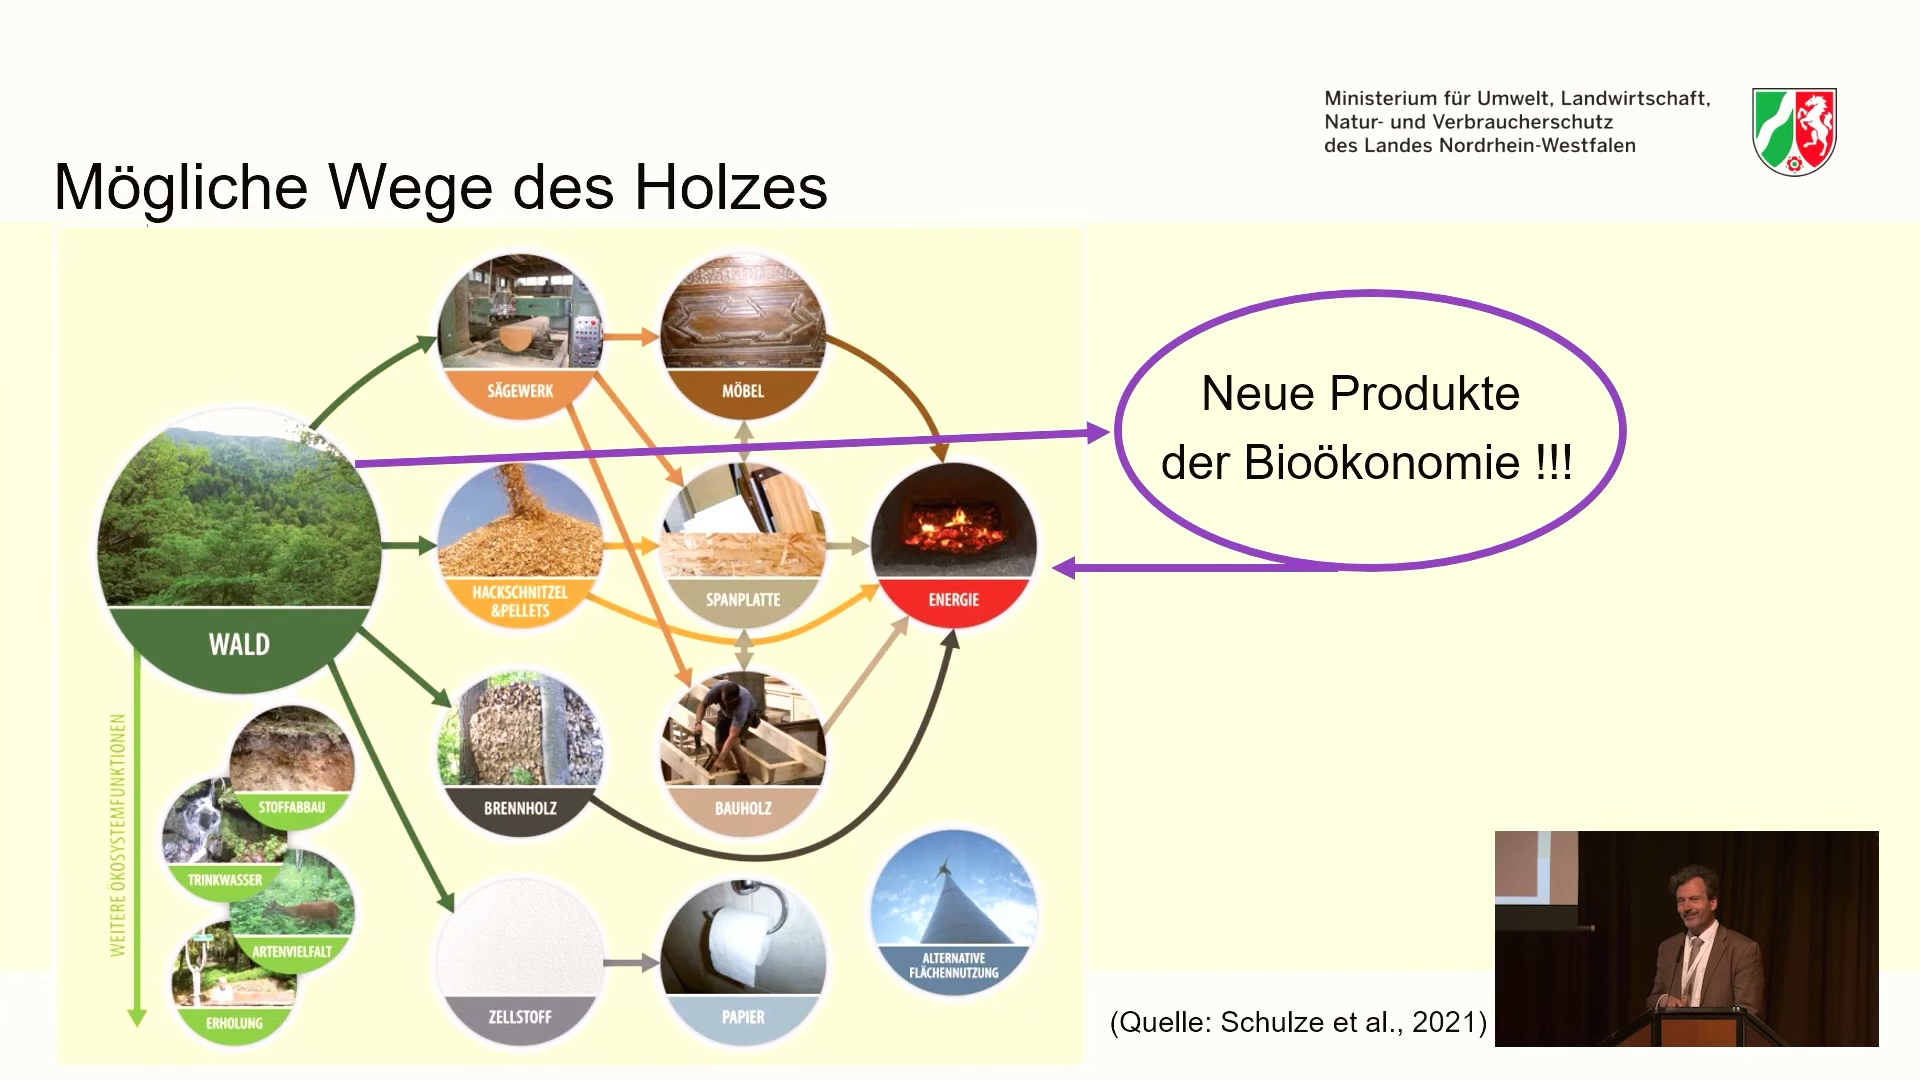 Ministerium für Umwelt, Landwirtschaft,
Natur- und Verbraucherschutz
des Landes Nordrhein-Westfalen
Mögliche Wege des Holzes
SÄGEWERK
MÖBEL
Neue Produkte
der Bioökonomie !!!
HACKSCHNITZEL
&PELLETS
SPANPLATTE
ENERGIE
WALD
BRENNHOLZ
BAUHOLZ
WEITERE ÖKOSYSTEMFUNKTIONEN
STOFFABBAU
TRINKWASSER
ARTENVIELFALT
ERHOLUNG
ZELLSTOFF
PAPIER
ALTERNATIVE
FLÄCHENNUTZUNG
(Quelle: Schulze et al., 2021)